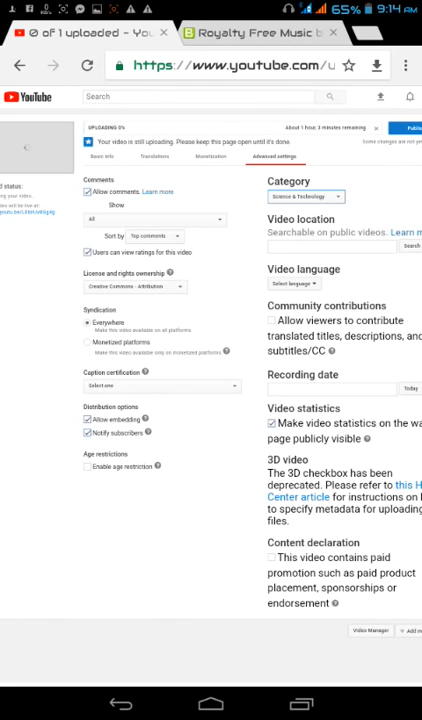 65% 9:14 AM
0 of 1 uploaded - You
Royalty Free Music b
https://www.youtube.com/u
YouTube
Search
UPLOADING 0%
About 1 hour, 3 minutes remaining
Publis
Your video is still uploading. Please keep this page open until it's done.
Some changes are not ye
Basic info
Translations
Monetization
Advanced settings
d status:
ng your video.
deo will be live at:
Comments
Allow comments. Learn more
Show
All
Sort by Top comments
Users can view ratings for this video
License and rights ownership ?
Creative Commons - Attribution
Syndication
Everywhere
Make this video available on all platforms
Monetized platforms
Make this video available only on monetized platforms ?
Caption certification ?
Select one
Distribution options
Allow embedding ?
Notify subscribers ?
Age restrictions
Enable age restriction ?
Category
Science & Technology
Video location
Searchable on public videos. Learn m
Search
Video language
Select language
Community contributions
Allow viewers to contribute
translated titles, descriptions, and
subtitles/CC ?
Recording date
Today
Video statistics
Make video statistics on the wa
page publicly visible ?
3D video
The 3D checkbox has been
deprecated. Please refer to this H
Center article for instructions on h
to specify metadata for uploading
files.
Content declaration
This video contains paid
promotion such as paid product
placement, sponsorships or
endorsement ?
Video Manager
Add m